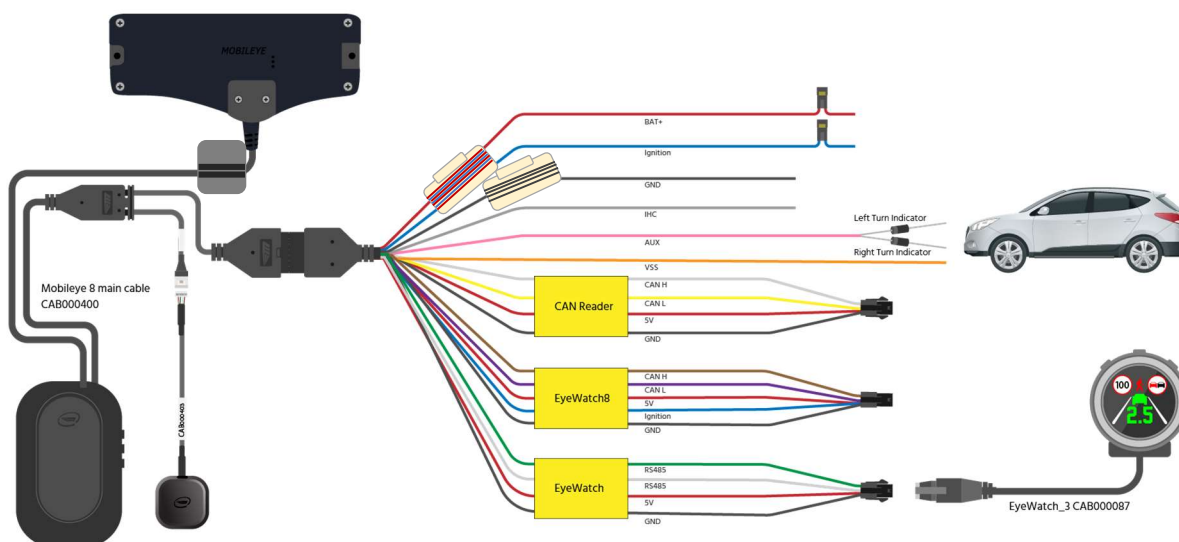 MOBILEYE
BAT+
Ignition
GND
IHC
Left Turn Indicator
AUX
Right Turn Indicator
VSS
CAN H
CAN Reader
CAN L
5V
GND
Mobileye 8 main cable
CAB000400
CAB000403
CAN H
CAN L
EyeWatch8
5V
Ignition
GND
100
2.5
RS485
EyeWatch
RS485
5V
GND
EyeWatch_3 CAB000087